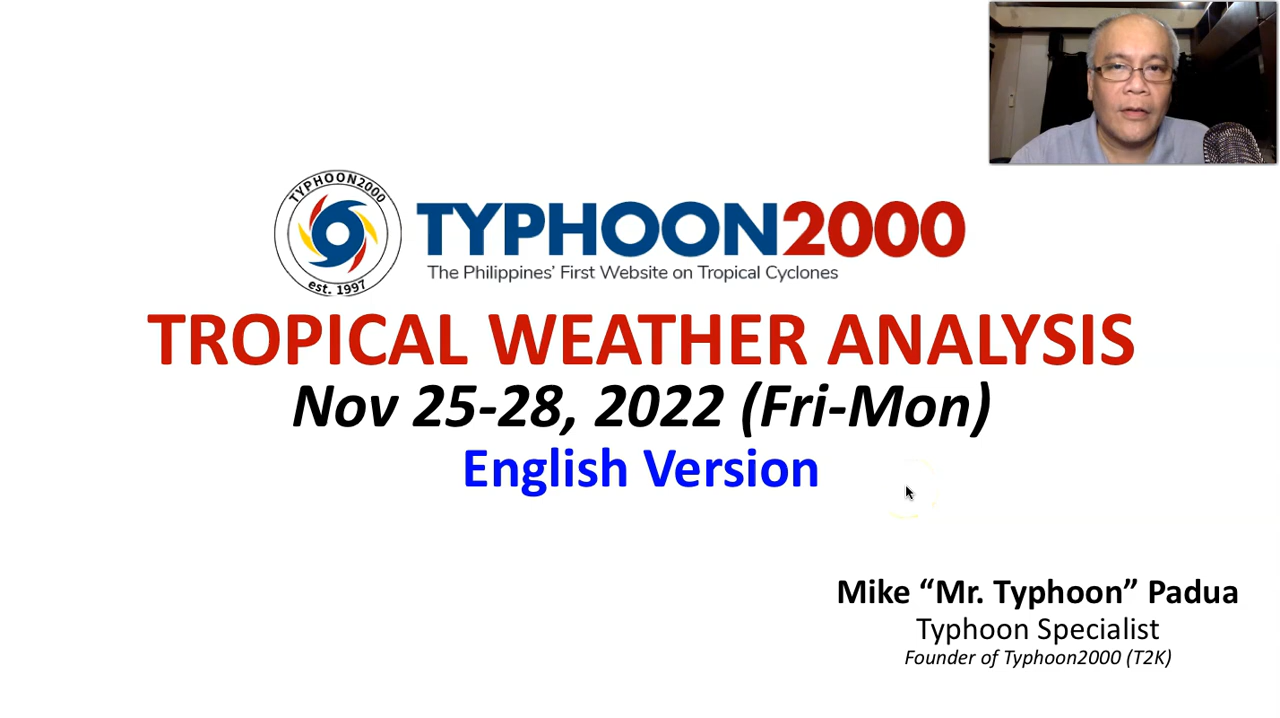 TYPHOON2000
est. 1997
TYPHOON2000
The Philippines' First Website on Tropical Cyclones
TROPICAL WEATHER ANALYSIS
Nov 25-28, 2022 (Fri-Mon)
English Version
Mike “Mr. Typhoon” Padua
Typhoon Specialist
Founder of Typhoon2000 (T2K)